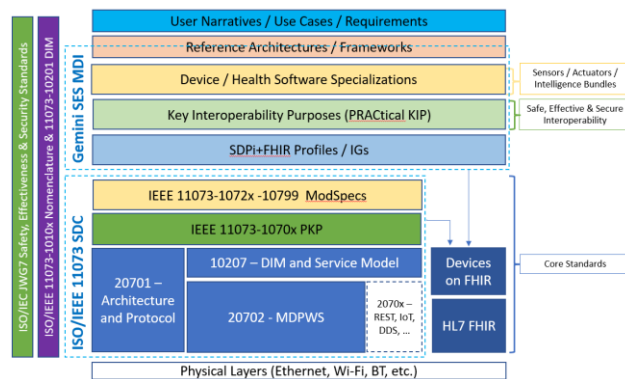 User Narratives / Use Cases / Requirements
Reference Architectures / Frameworks
Device / Health Software Specializations
Key Interoperability Purposes (PRACtical KIP)
SDPi+FHIR Profiles / IGs
Sensors / Actuators /
Intelligence Bundles
Safe, Effective & Secure
Interoperability
ISO/IEC JWG7 Safety, Effectiveness & Security Standards
ISO/IEEE 11073-1010x Nomenclature & 11073-10201 DIM
Gemini SES MDI
ISO/IEEE 11073 SDC
IEEE 11073-1072x -10799 ModSpecs
IEEE 11073-1070x PKP
20701 –
Architecture
and Protocol
10207 – DIM and Service Model
20702 - MDPWS
2070x –
REST, IoT,
DDS, ...
Devices
on FHIR
HL7 FHIR
Core Standards
Physical Layers (Ethernet, Wi-Fi, BT, etc.)